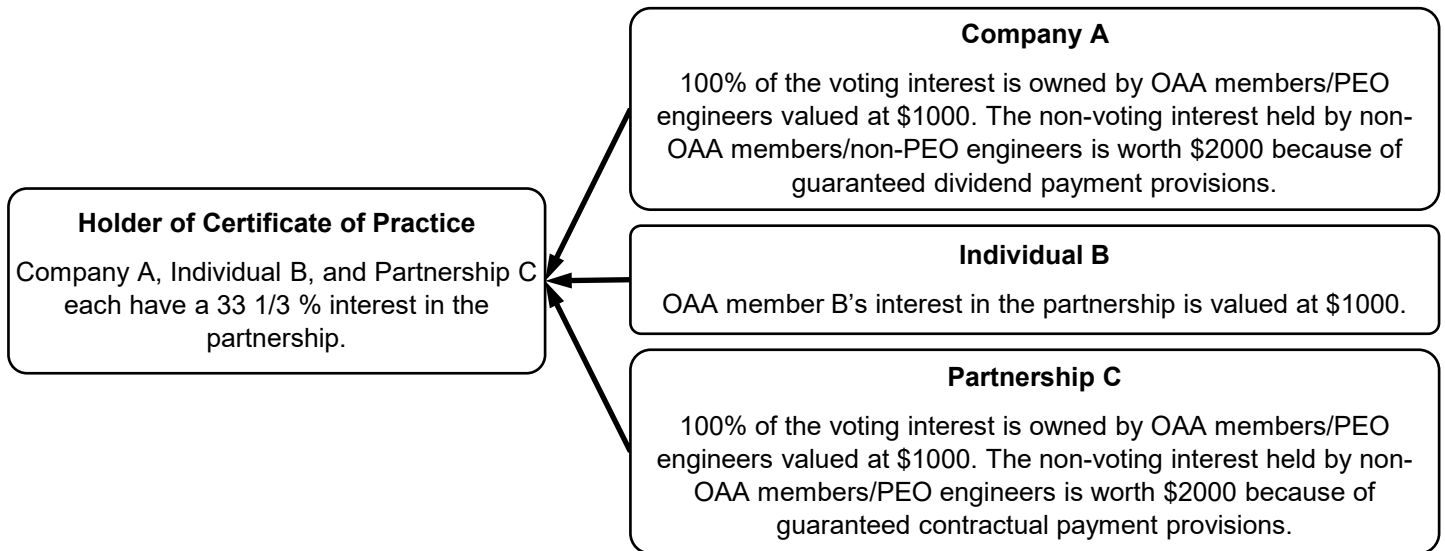 Holder of Certificate of Practice
Company A, Individual B, and Partnership C
each have a 33 1/3 % interest in the
partnership.
Company A
100% of the voting interest is owned by OAA members/PEO
engineers valued at $1000. The non-voting interest held by non-
OAA members/non-PEO engineers is worth $2000 because of
guaranteed dividend payment provisions.
Individual B
OAA member B’s interest in the partnership is valued at $1000.
Partnership C
100% of the voting interest is owned by OAA members/PEO
engineers valued at $1000. The non-voting interest held by non-
OAA members/PEO engineers is worth $2000 because of
guaranteed contractual payment provisions.